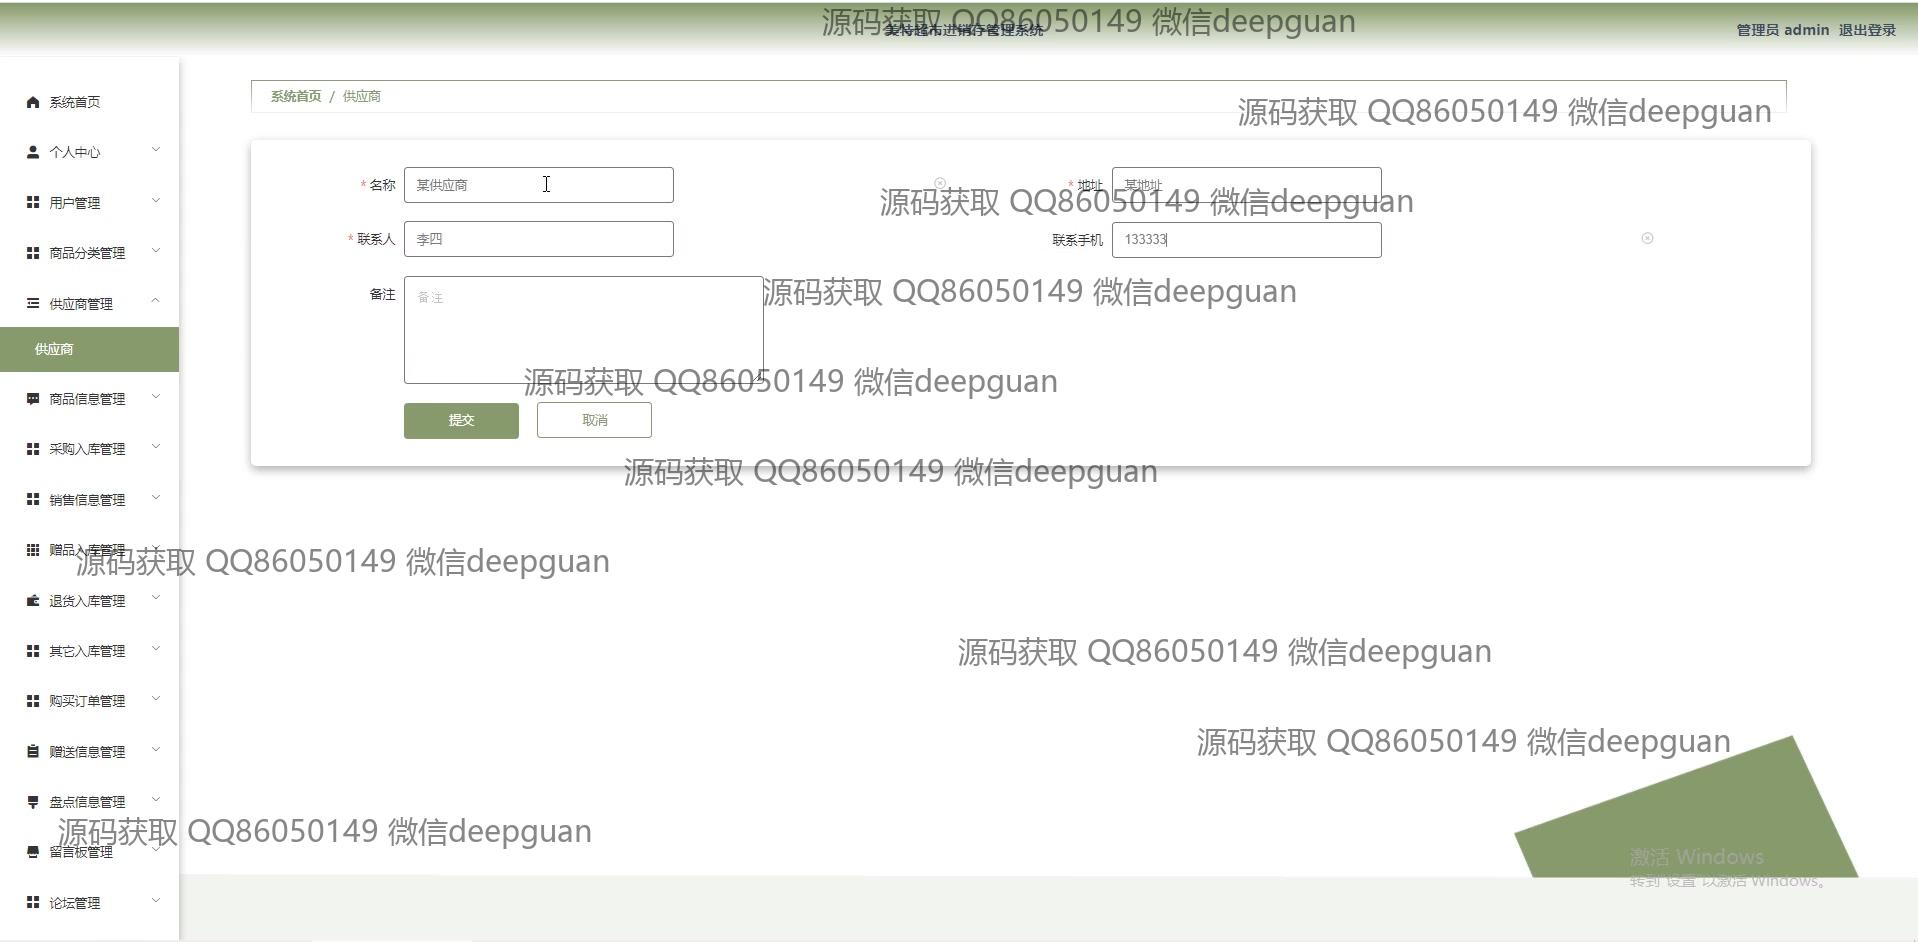 源码获取 QQ86050149 微信deepguan
美特超市进销存管理系统
管理员 admin 退出登录
系统首页
个人中心
用户管理
商品分类管理
供应商管理
供应商
商品信息管理
采购入库管理
销售信息管理
赠品入库管理
退货入库管理
其它入库管理
购买订单管理
赠送信息管理
盘点信息管理
留言板管理
论坛管理
系统首页 / 供应商
源码获取 QQ86050149 微信deepguan
* 名称 某供应商
* 地址 某地址
源码获取 QQ86050149 微信deepguan
* 联系人 李四
联系手机 133333
备注 备注
源码获取 QQ86050149 微信deepguan
源码获取 QQ86050149 微信deepguan
提交 取消
源码获取 QQ86050149 微信deepguan
源码获取 QQ86050149 微信deepguan
源码获取 QQ86050149 微信deepguan
源码获取 QQ86050149 微信deepguan
源码获取 QQ86050149 微信deepguan
激活 Windows
转到"设置"以激活 Windows。